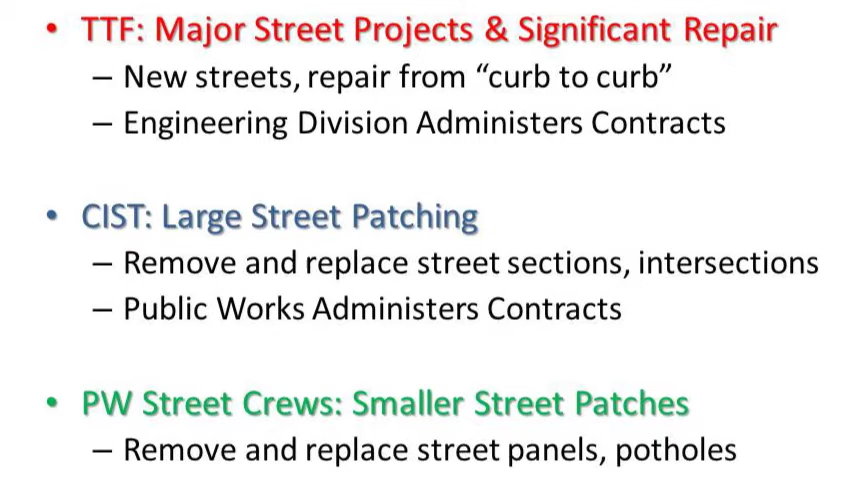 • TTF: Major Street Projects & Significant Repair
– New streets, repair from “curb to curb”
– Engineering Division Administers Contracts
• CIST: Large Street Patching
– Remove and replace street sections, intersections
– Public Works Administers Contracts
• PW Street Crews: Smaller Street Patches
– Remove and replace street panels, potholes